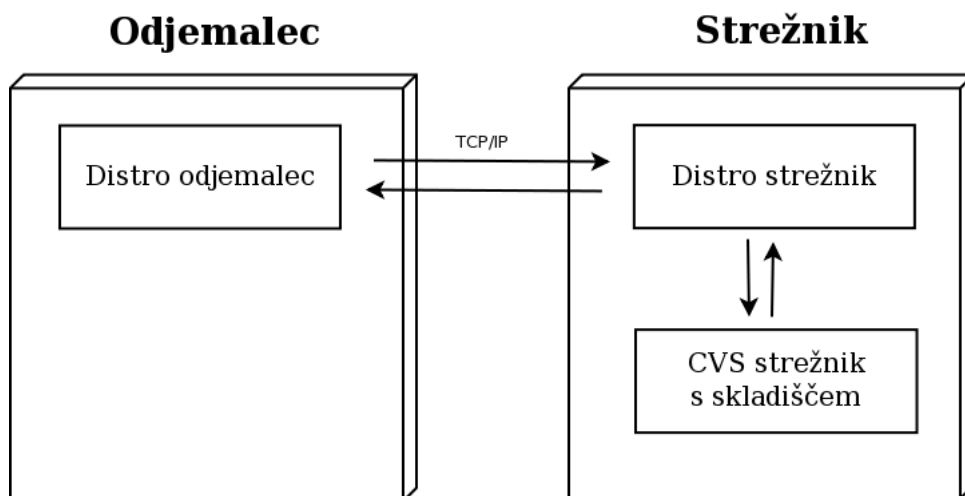 Odjemalec
Strežnik
Distro odjemalec
TCP/IP
Distro strežnik
CVS strežnik
s skladiščem